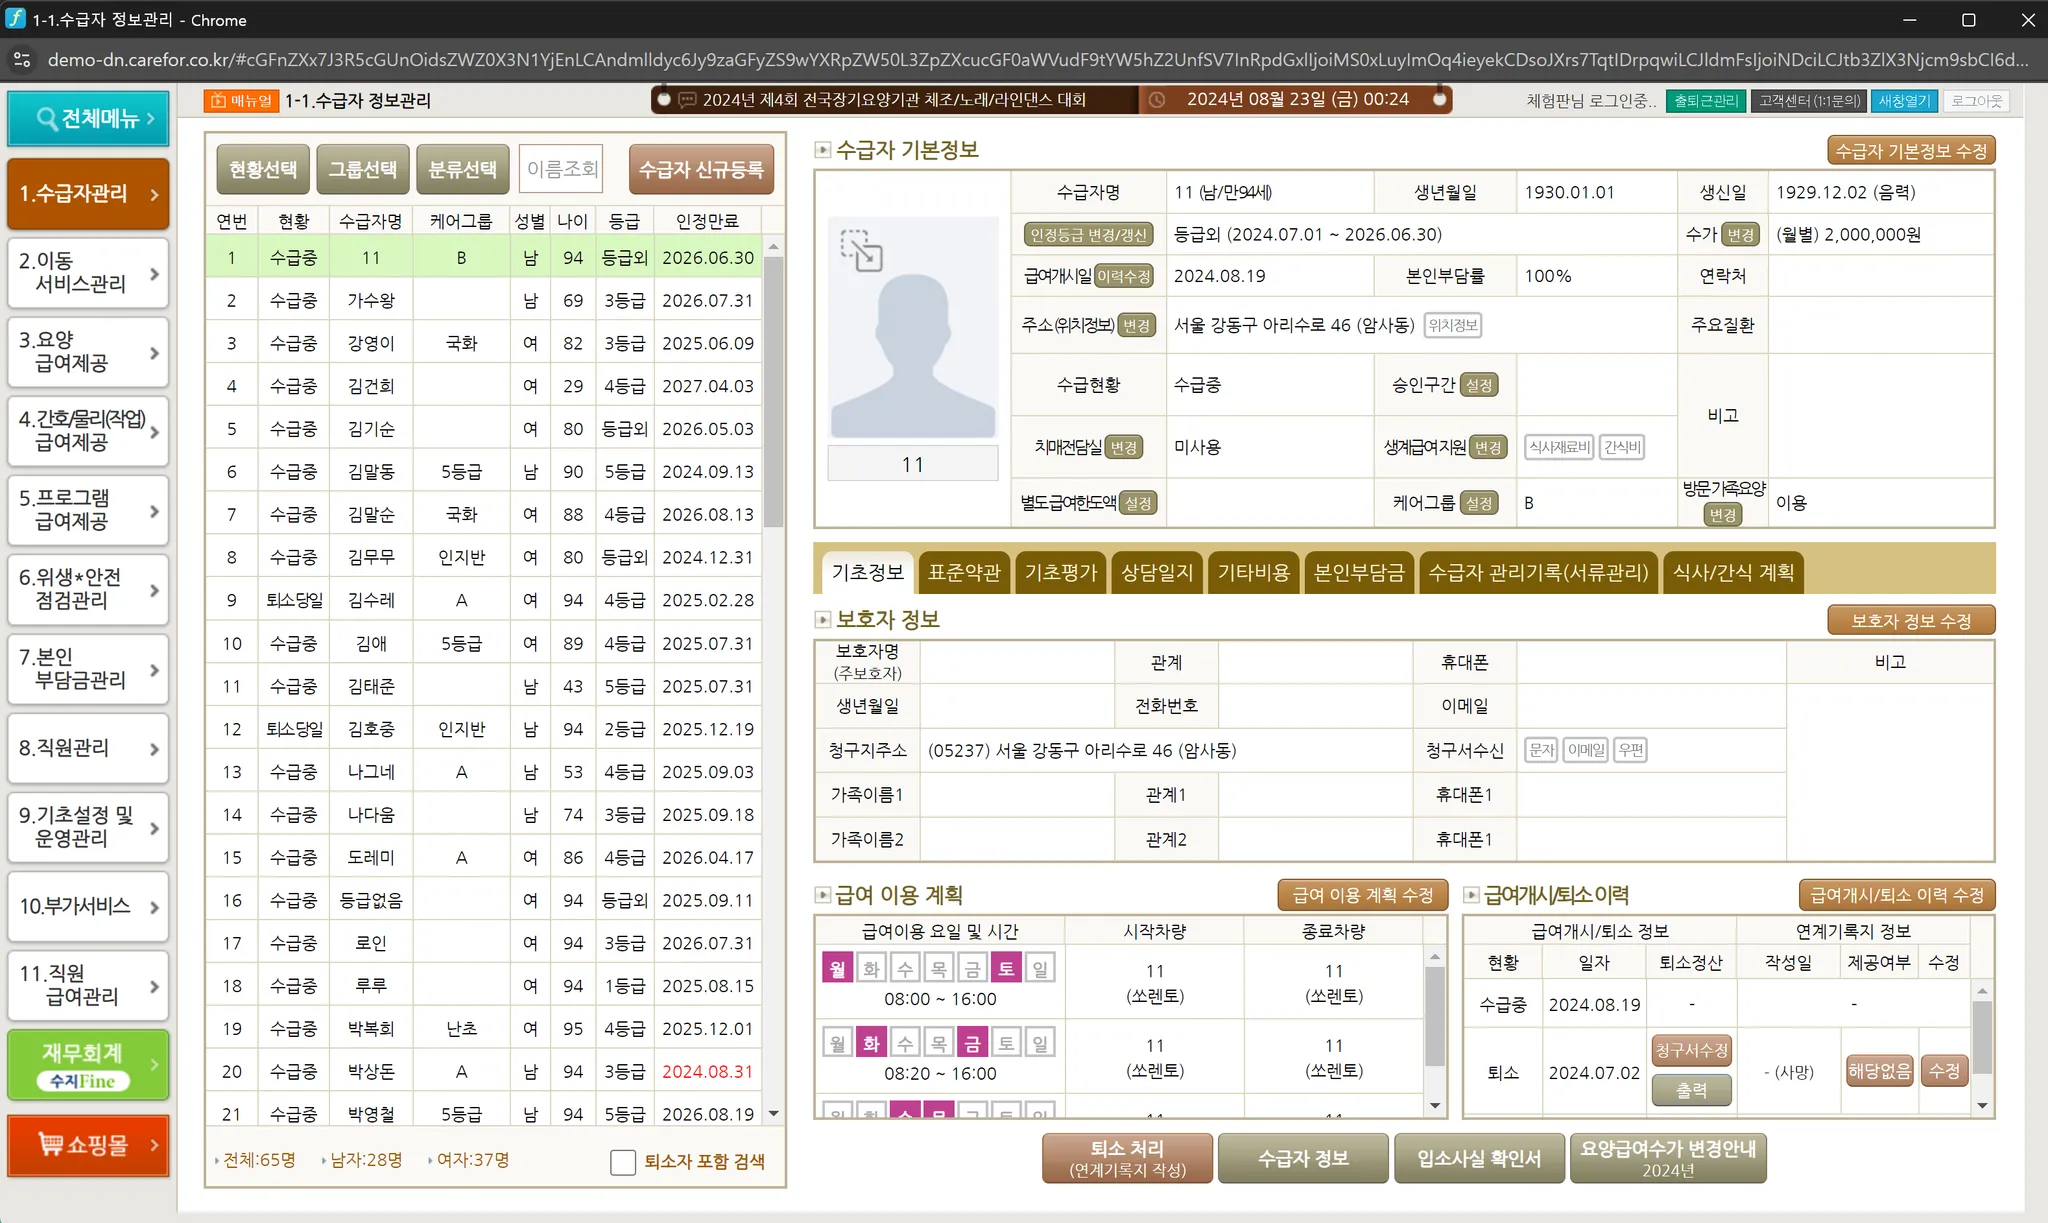 1-1.수급자 정보관리 - Chrome
매뉴얼 1-1.수급자 정보관리
2024년 제4회 전국장기요양기관 체조/노래/라인댄스 대회
2024년 08월 23일 (금) 00:24
체험판님 로그인중.. 출퇴근관리 고객센터(1:1문의) 새창열기 로그아웃
전체메뉴
1.수급자관리
2.이동
서비스관리
3.요양
급여제공
4.간호/물리(작업)
급여제공
5.프로그램
급여제공
6.위생*안전
점검관리
7.본인
부담금관리
8.직원관리
9.기초설정 및
운영관리
10.부가서비스
11.직원
급여관리
재무회계
수지Fine
쇼핑몰
현황선택 그룹선택 분류선택 이름조회 수급자 신규등록
연번 현황 수급자명 케어그룹 성별 나이 등급 인정만료
1 수급중 11 B 남 94 등급외 2026.06.30
2 수급중 가수왕 남 69 3등급 2026.07.31
3 수급중 강영이 국화 여 82 3등급 2025.06.09
4 수급중 김건희 여 29 4등급 2027.04.03
5 수급중 김기순 여 80 등급외 2026.05.03
6 수급중 김말동 5등급 남 90 5등급 2024.09.13
7 수급중 김말순 국화 여 88 4등급 2026.08.13
8 수급중 김무무 인지반 여 80 등급외 2024.12.31
9 퇴소당일 김수레 A 여 94 4등급 2025.02.28
10 수급중 김애 5등급 여 89 4등급 2025.07.31
11 수급중 김태준 남 43 5등급 2025.07.31
12 퇴소당일 김호중 인지반 남 94 2등급 2025.12.19
13 수급중 나그네 A 남 53 4등급 2025.09.03
14 수급중 나다움 남 74 3등급 2025.09.18
15 수급중 도레미 A 여 86 4등급 2026.04.17
16 수급중 등급없음 여 94 등급외 2025.09.11
17 수급중 로인 여 94 3등급 2026.07.31
18 수급중 루루 여 94 1등급 2025.08.15
19 수급중 박복희 난초 여 95 4등급 2025.12.01
20 수급중 박상돈 A 남 94 3등급 2024.08.31
21 수급중 박영철 5등급 남 94 5등급 2026.08.19
전체:65명 남자:28명 여자:37명 퇴소자 포함 검색
수급자 기본정보 수급자 기본정보 수정
11
수급자명 11 (남/만94세) 생년월일 1930.01.01 생신일 1929.12.02 (음력)
인정등급 변경/갱신 등급외 (2024.07.01 ~ 2026.06.30) 수가 변경 (월별) 2,000,000원
급여개시일 이력수정 2024.08.19 본인부담률 100% 연락처
주소(위치정보) 변경 서울 강동구 아리수로 46 (암사동) 위치정보 주요질환
수급현황 수급중 승인구간 설정 비고
치매전담실 변경 미사용 생계급여지원 변경 식사재료비 간식비
별도급여한도액 설정 케어그룹 설정 B 방문가족요양 변경 이용
기초정보 표준약관 기초평가 상담일지 기타비용 본인부담금 수급자 관리기록(서류관리) 식사/간식 계획
보호자 정보 보호자 정보 수정
보호자명 (주보호자) 관계 휴대폰 비고
생년월일 전화번호 이메일
청구지주소 (05237) 서울 강동구 아리수로 46 (암사동) 청구서수신 문자 이메일 우편
가족이름1 관계1 휴대폰1
가족이름2 관계2 휴대폰1
급여 이용 계획 급여 이용 계획 수정
급여이용 요일 및 시간 시작차량 종료차량
월 화 수 목 금 토 일 11 11
08:00 ~ 16:00 (쏘렌토) (쏘렌토)
월 화 수 목 금 토 일 11 11
08:20 ~ 16:00 (쏘렌토) (쏘렌토)
급여개시/퇴소이력 급여개시/퇴소 이력 수정
급여개시/퇴소 정보 연계기록지 정보
현황 일자 퇴소정산 작성일 제공여부 수정
수급중 2024.08.19 - -
퇴소 2024.07.02 청구서수정 출력 - (사망) 해당없음 수정
퇴소 처리 (연계기록지 작성) 수급자 정보 입소사실 확인서 요양급여수가 변경안내 2024년